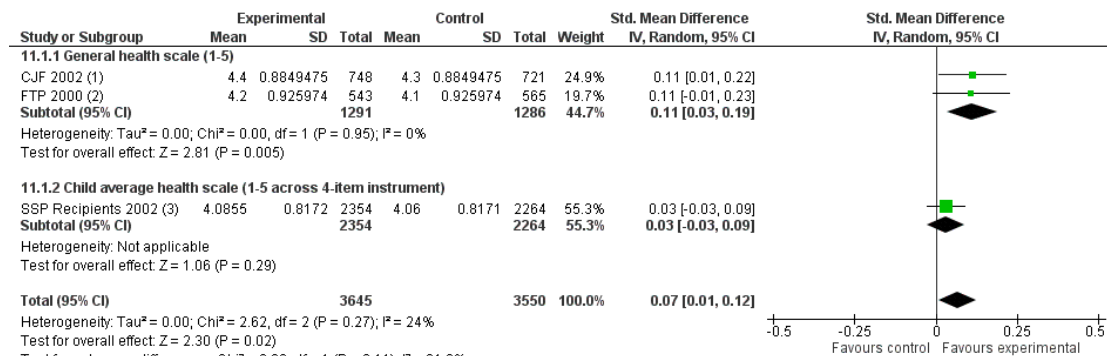 Experimental Control Std. Mean Difference Std. Mean Difference
Study or Subgroup Mean SD Total Mean SD Total Weight IV, Random, 95% CI IV, Random, 95% CI
11.1.1 General health scale (1-5)
CJF 2002 (1) 4.4 0.8849475 748 4.3 0.8849475 721 24.9% 0.11 [0.01, 0.22]
FTP 2000 (2) 4.2 0.925974 543 4.1 0.925974 565 19.7% 0.11 [-0.01, 0.23]
Subtotal (95% CI) 1291 1286 44.7% 0.11 [0.03, 0.19]
Heterogeneity: Tau² = 0.00; Chi² = 0.00, df = 1 (P = 0.95); I² = 0%
Test for overall effect: Z = 2.81 (P = 0.005)
11.1.2 Child average health scale (1-5 across 4-item instrument)
SSP Recipients 2002 (3) 4.0855 0.8172 2354 4.06 0.8171 2264 55.3% 0.03 [-0.03, 0.09]
Subtotal (95% CI) 2354 2264 55.3% 0.03 [-0.03, 0.09]
Heterogeneity: Not applicable
Test for overall effect: Z = 1.06 (P = 0.29)
Total (95% CI) 3645 3550 100.0% 0.07 [0.01, 0.12]
Heterogeneity: Tau² = 0.00; Chi² = 2.62, df = 2 (P = 0.27); I² = 24%
Test for overall effect: Z = 2.30 (P = 0.02)
-0.5 -0.25 0 0.25 0.5
Favours control Favours experimental